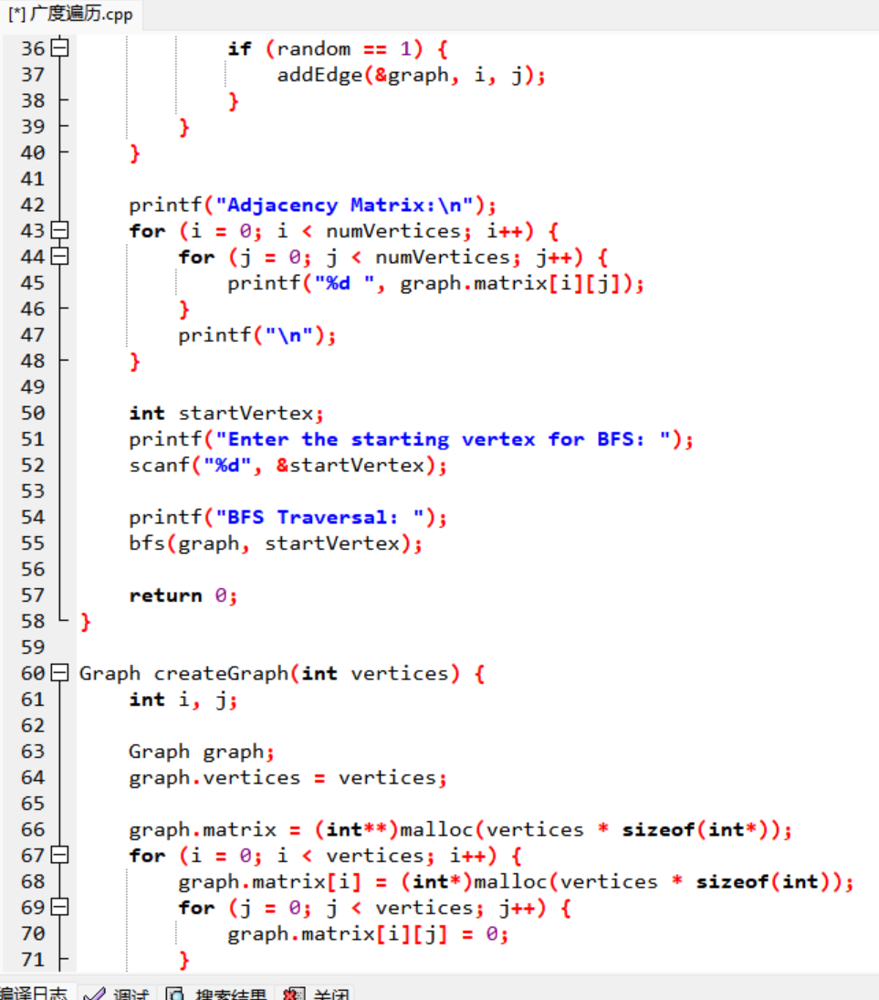 [*] 广度遍历.cpp
36 if (random == 1) {
37 addEdge(&graph, i, j);
38 }
39 }
40 }
41
42 printf("Adjacency Matrix:\n");
43 for (i = 0; i < numVertices; i++) {
44 for (j = 0; j < numVertices; j++) {
45 printf("%d ", graph.matrix[i][j]);
46 }
47 printf("\n");
48 }
49
50 int startVertex;
51 printf("Enter the starting vertex for BFS: ");
52 scanf("%d", &startVertex);
53
54 printf("BFS Traversal: ");
55 bfs(graph, startVertex);
56
57 return 0;
58 }
59
60 Graph createGraph(int vertices) {
61 int i, j;
62
63 Graph graph;
64 graph.vertices = vertices;
65
66 graph.matrix = (int**)malloc(vertices * sizeof(int*));
67 for (i = 0; i < vertices; i++) {
68 graph.matrix[i] = (int*)malloc(vertices * sizeof(int));
69 for (j = 0; j < vertices; j++) {
70 graph.matrix[i][j] = 0;
71 }
编译日志 调试 搜索结果 关闭